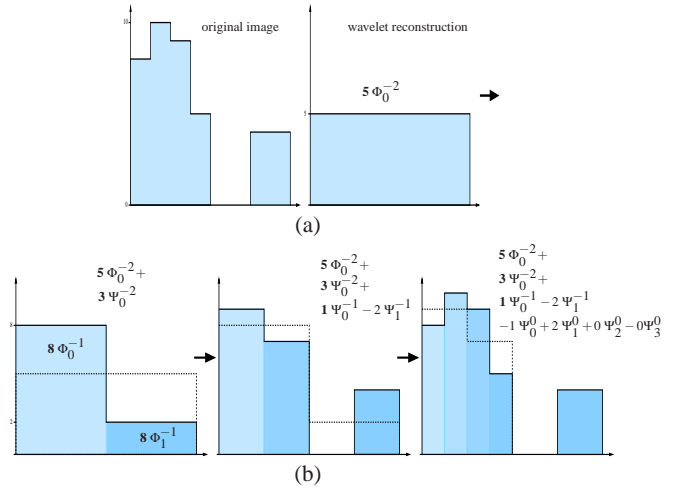 10
original image
wavelet reconstruction
5 Φ₀⁻²
5
0
(a)
5 Φ₀⁻² +
3 Ψ₀⁻²
8
8 Φ₀⁻¹
2
8 Φ₁⁻¹
5 Φ₀⁻² +
3 Ψ₀⁻² +
1 Ψ₀⁻¹ − 2 Ψ₁⁻¹
5 Φ₀⁻² +
3 Ψ₀⁻² +
1 Ψ₀⁻¹ − 2 Ψ₁⁻¹
−1 Ψ₀⁰ + 2 Ψ₁⁰ + 0 Ψ₂⁰ − 0Ψ₃⁰
(b)